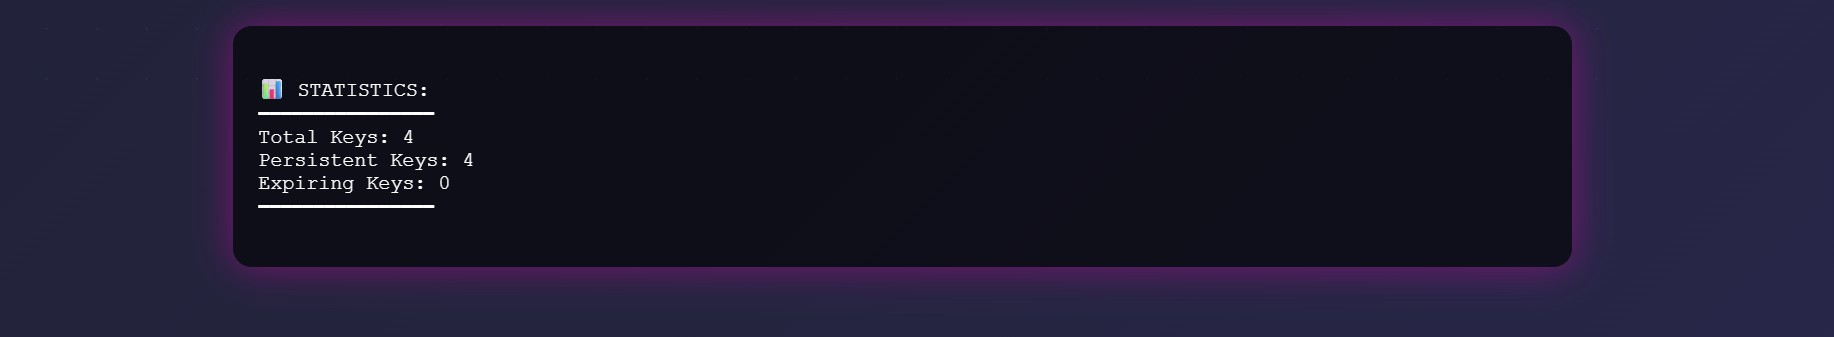 📊 STATISTICS:
━━━━━━━━━━━━━━━━
Total Keys: 4
Persistent Keys: 4
Expiring Keys: 0
━━━━━━━━━━━━━━━━